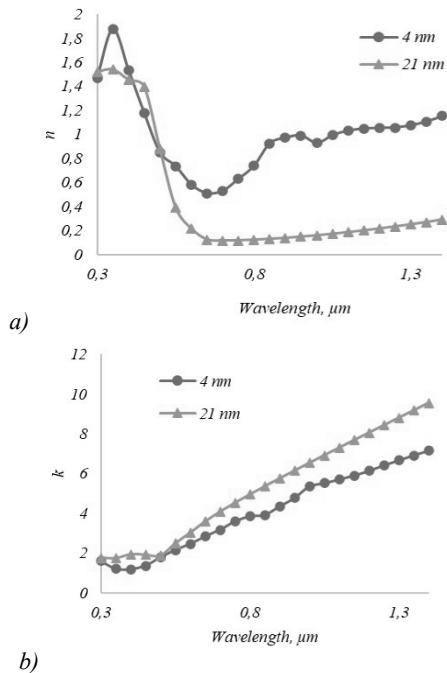 2
1,8
1,6
1,4
1,2
1
0,8
0,6
0,4
0,2
0
n
4 nm
21 nm
0,3 0,8 1,3
Wavelength, µm
a)
12
10
8
6
4
2
0
k
4 nm
21 nm
0,3 0,8 1,3
Wavelength, µm
b)